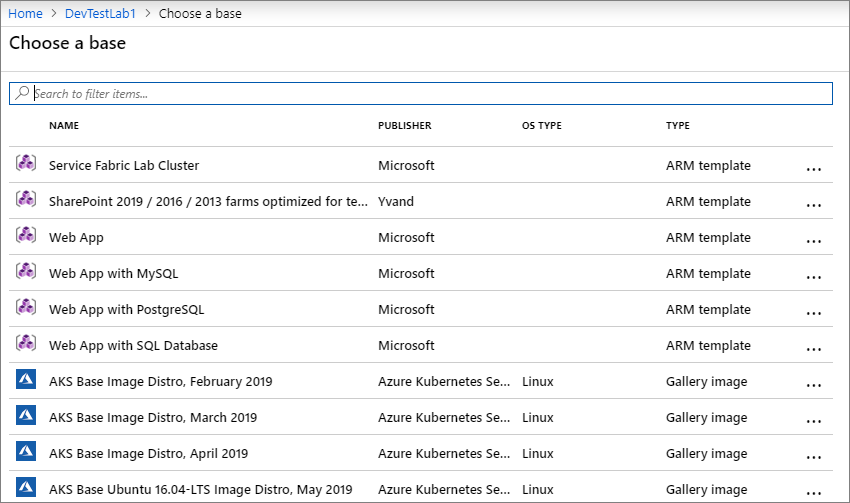 Home > DevTestLab1 > Choose a base
Choose a base
Search to filter items...
NAME PUBLISHER OS TYPE TYPE
Service Fabric Lab Cluster Microsoft ARM template ...
SharePoint 2019 / 2016 / 2013 farms optimized for te... Yvand ARM template ...
Web App Microsoft ARM template ...
Web App with MySQL Microsoft ARM template ...
Web App with PostgreSQL Microsoft ARM template ...
Web App with SQL Database Microsoft ARM template ...
AKS Base Image Distro, February 2019 Azure Kubernetes Se... Linux Gallery image ...
AKS Base Image Distro, March 2019 Azure Kubernetes Se... Linux Gallery image ...
AKS Base Image Distro, April 2019 Azure Kubernetes Se... Linux Gallery image ...
AKS Base Ubuntu 16.04-LTS Image Distro, May 2019 Azure Kubernetes Se... Linux Gallery image ...